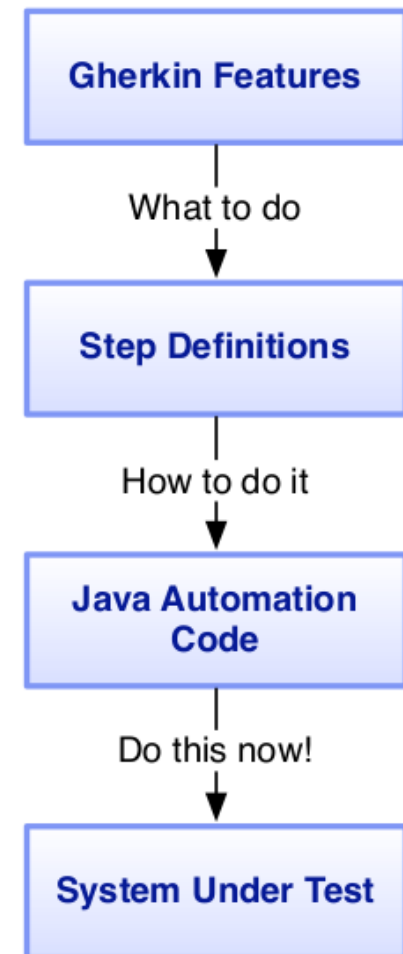 Gherkin Features
What to do
Step Definitions
How to do it
Java Automation
Code
Do this now!
System Under Test